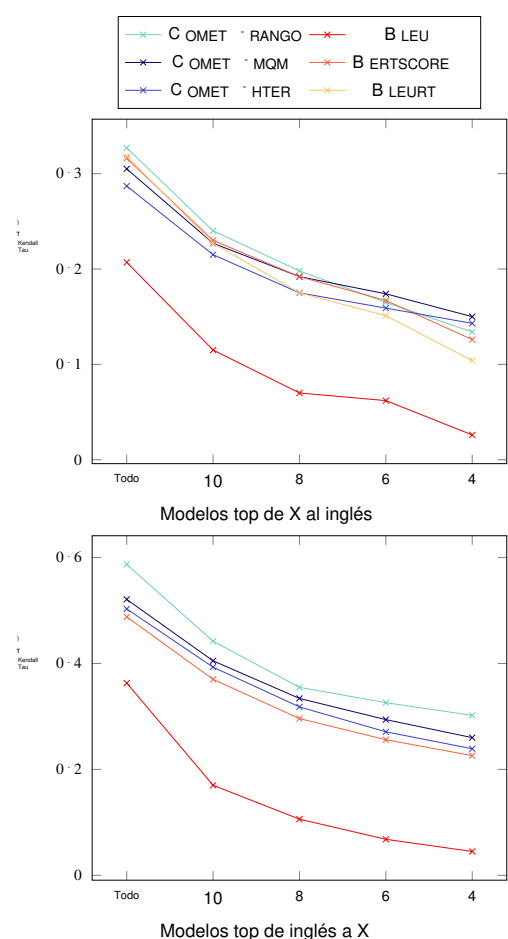 C OMET - RANGO B LEU
C OMET - MQM B ERTSCORE
C OMET - HTER B LEURT
0 · 3
)
T
Kendall
Tau
0 · 2
0 · 1
0
Todo 10 8 6 4
Modelos top de X al inglés
0 · 6
)
T
Kendall
Tau
0 · 4
0 · 2
0
Todo 10 8 6 4
Modelos top de inglés a X